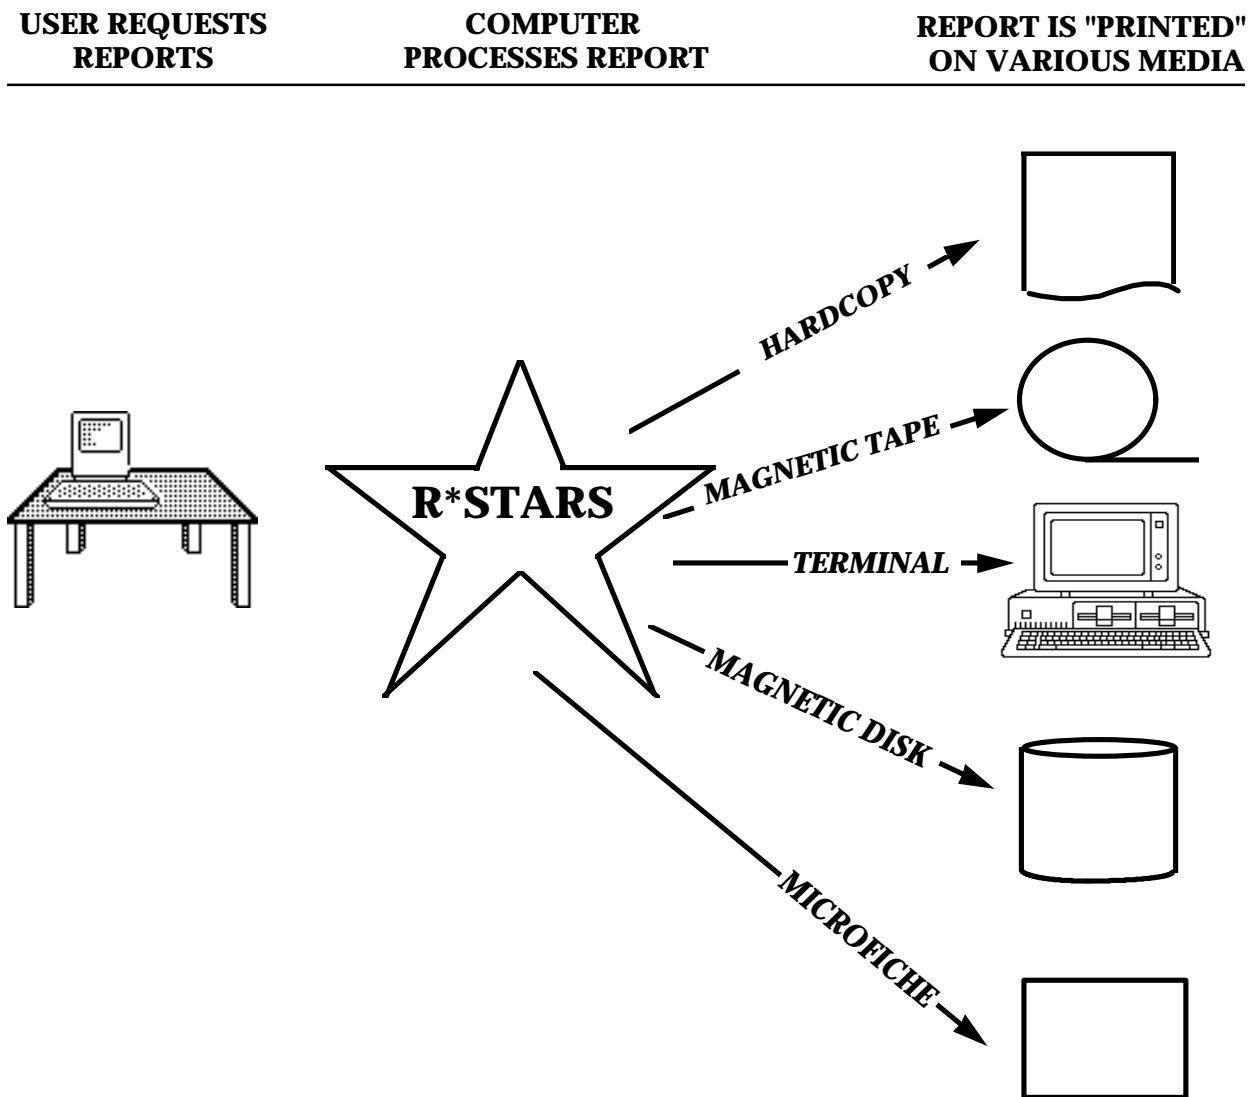 USER REQUESTS
REPORTS
COMPUTER
PROCESSES REPORT
REPORT IS "PRINTED"
ON VARIOUS MEDIA
HARDCOPY
MAGNETIC TAPE
R*STARS
TERMINAL
MAGNETIC DISK
MICROFICHE